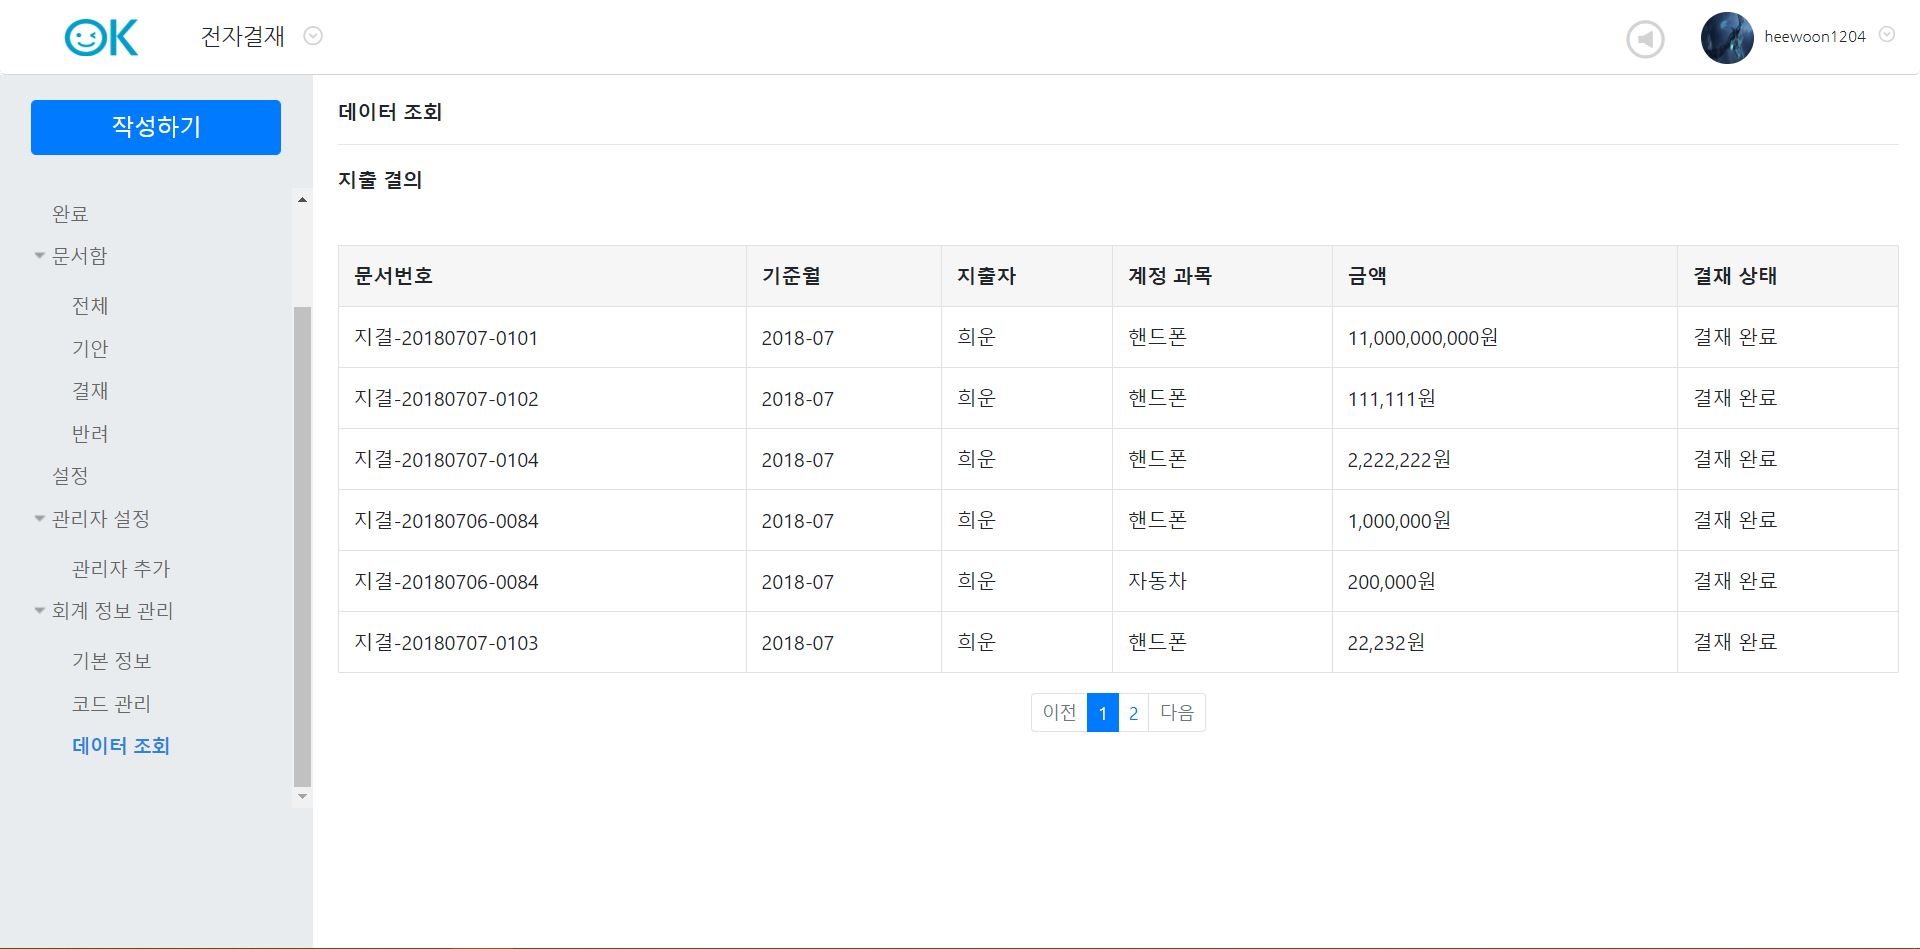 OK 전자결재 heewoon1204
작성하기
완료
문서함
전체
기안
결재
반려
설정
관리자 설정
관리자 추가
회계 정보 관리
기본 정보
코드 관리
데이터 조회
데이터 조회
지출 결의
문서번호 기준월 지출자 계정 과목 금액 결재 상태
지결-20180707-0101 2018-07 희운 핸드폰 11,000,000,000원 결재 완료
지결-20180707-0102 2018-07 희운 핸드폰 111,111원 결재 완료
지결-20180707-0104 2018-07 희운 핸드폰 2,222,222원 결재 완료
지결-20180706-0084 2018-07 희운 핸드폰 1,000,000원 결재 완료
지결-20180706-0084 2018-07 희운 자동차 200,000원 결재 완료
지결-20180707-0103 2018-07 희운 핸드폰 22,232원 결재 완료
이전 1 2 다음